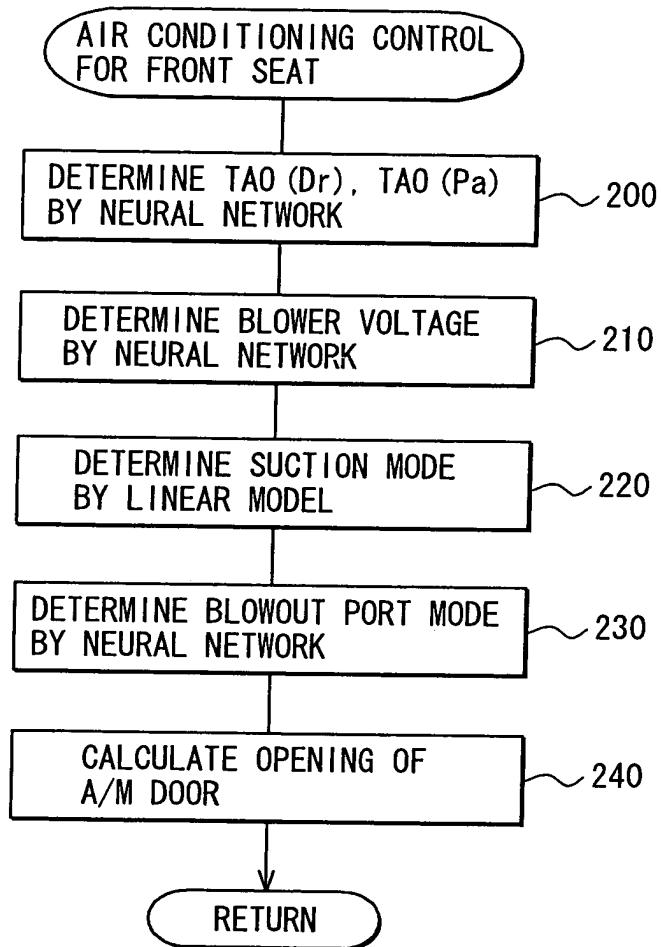 AIR CONDITIONING CONTROL
FOR FRONT SEAT
DETERMINE TAO (Dr), TAO (Pa)
BY NEURAL NETWORK
200
DETERMINE BLOWER VOLTAGE
BY NEURAL NETWORK
210
DETERMINE SUCTION MODE
BY LINEAR MODEL
220
DETERMINE BLOWOUT PORT MODE
BY NEURAL NETWORK
230
CALCULATE OPENING OF
A/M DOOR
240
RETURN